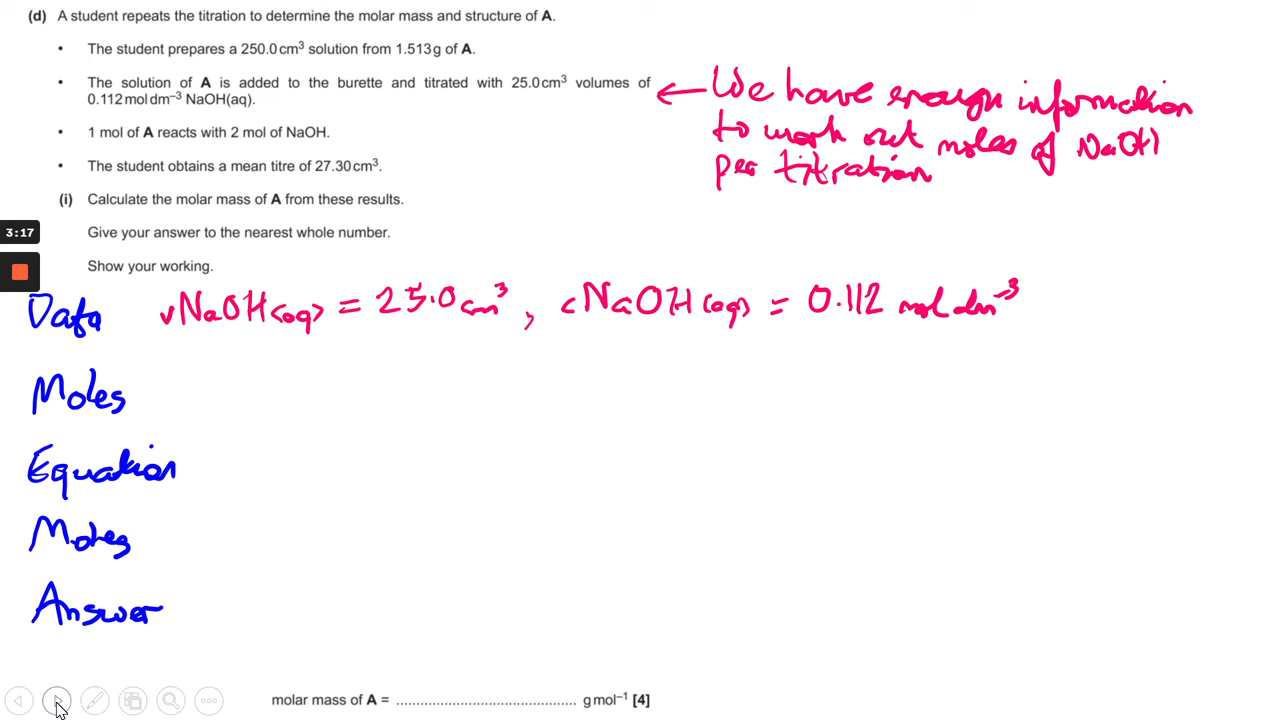 (d) A student repeats the titration to determine the molar mass and structure of A.
• The student prepares a 250.0 cm³ solution from 1.513 g of A.
• The solution of A is added to the burette and titrated with 25.0 cm³ volumes of
0.112 mol dm⁻³ NaOH(aq).
← We have enough information
to work out moles of NaOH
per titration
• 1 mol of A reacts with 2 mol of NaOH.
• The student obtains a mean titre of 27.30 cm³.
(i) Calculate the molar mass of A from these results.
3:17
Give your answer to the nearest whole number.
Show your working.
Data vNaOH(aq) = 25.0 cm³, cNaOH(aq) = 0.112 mol dm⁻³
Moles
Equation
Moles
Answer
molar mass of A = ............................................. g mol⁻¹ [4]